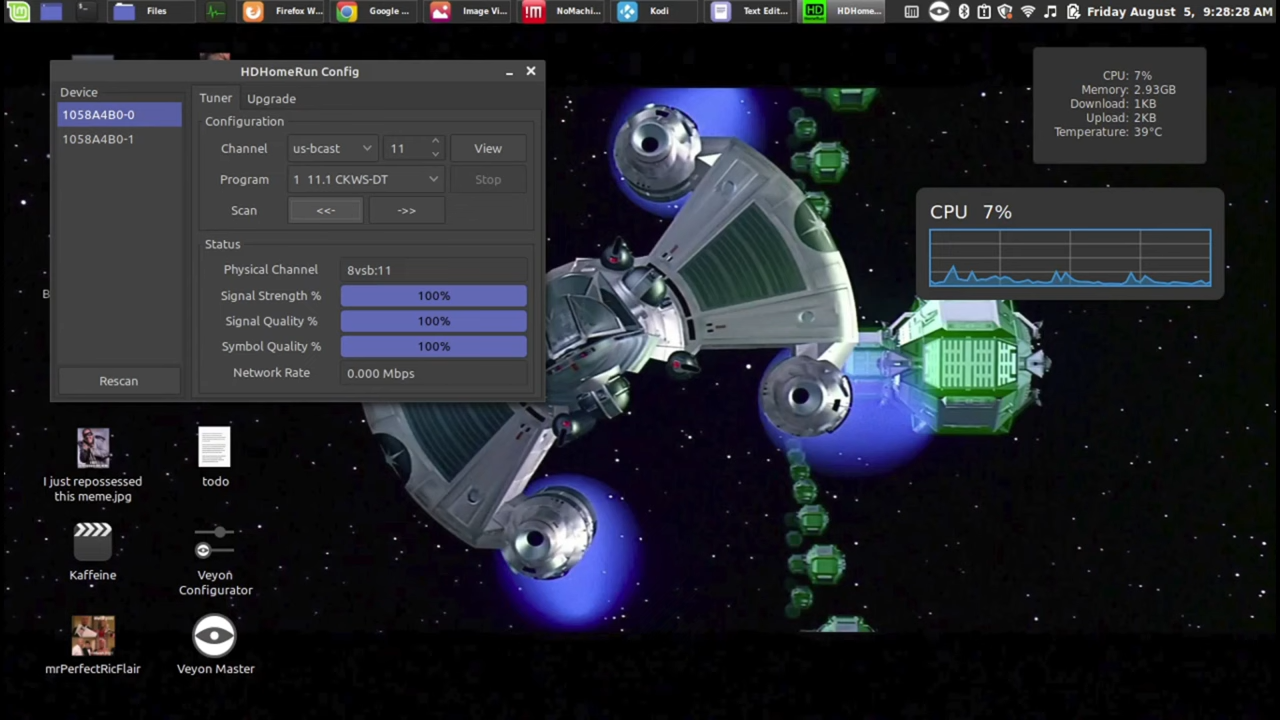 Files
Firefox W...
Google ...
Image Vi...
!M NoMachin...
Kodi
Text Edit...
HD HomeRun HDHome...
Friday August 5, 9:28:28 AM
HDHomeRun Config
Device
1058A4B0-0
1058A4B0-1
Rescan
Tuner Upgrade
Configuration
Channel us-bcast 11 View
Program 1 11.1 CKWS-DT Stop
Scan <<- ->>
Status
Physical Channel 8vsb:11
Signal Strength % 100%
Signal Quality % 100%
Symbol Quality % 100%
Network Rate 0.000 Mbps
CPU: 7%
Memory: 2.93GB
Download: 1KB
Upload: 2KB
Temperature: 39°C
CPU 7%
B
I just repossessed
this meme.jpg
todo
Kaffeine
Veyon
Configurator
mrPerfectRicFlair
Veyon Master